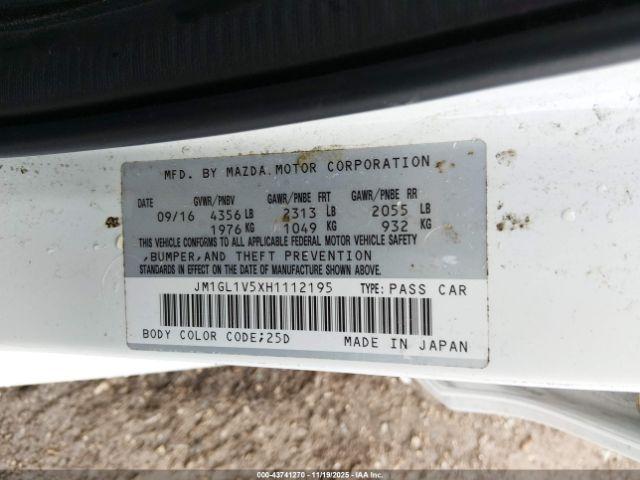 MFD. BY MAZDA MOTOR CORPORATION
DATE GVWR/PNBV GAWR/PNBE FRT GAWR/PNBE RR
09/16 4356 LB 2313 LB 2055 LB
1976 KG 1049 KG 932 KG
THIS VEHICLE CONFORMS TO ALL APPLICABLE FEDERAL MOTOR VEHICLE SAFETY
,BUMPER,AND THEFT PREVENTION
STANDARDS IN EFFECT ON THE DATE OF MANUFACTURE SHOWN ABOVE.
JM1GL1V5XH1112195 TYPE: PASS CAR
BODY COLOR CODE;25D MADE IN JAPAN
000-43741270 - 11/19/2025 - IAAI.COM